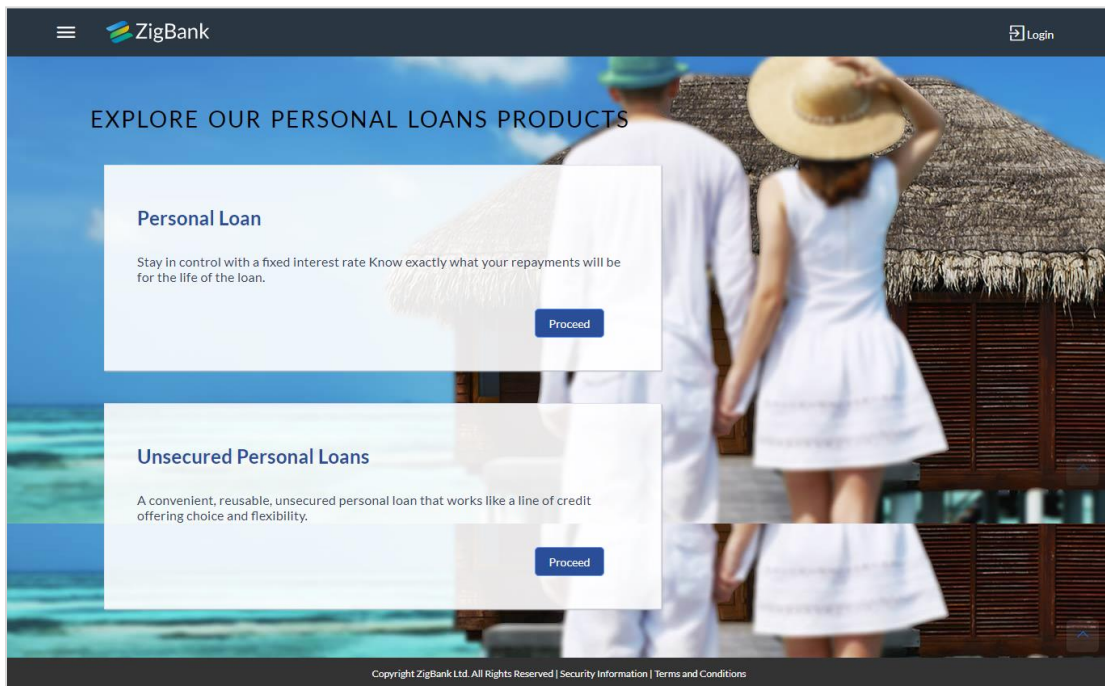 ZigBank
Login
EXPLORE OUR PERSONAL LOANS PRODUCTS
Personal Loan
Stay in control with a fixed interest rate Know exactly what your repayments will be
for the life of the loan.
Proceed
Unsecured Personal Loans
A convenient, reusable, unsecured personal loan that works like a line of credit
offering choice and flexibility.
Proceed
Copyright ZigBank Ltd. All Rights Reserved | Security Information | Terms and Conditions